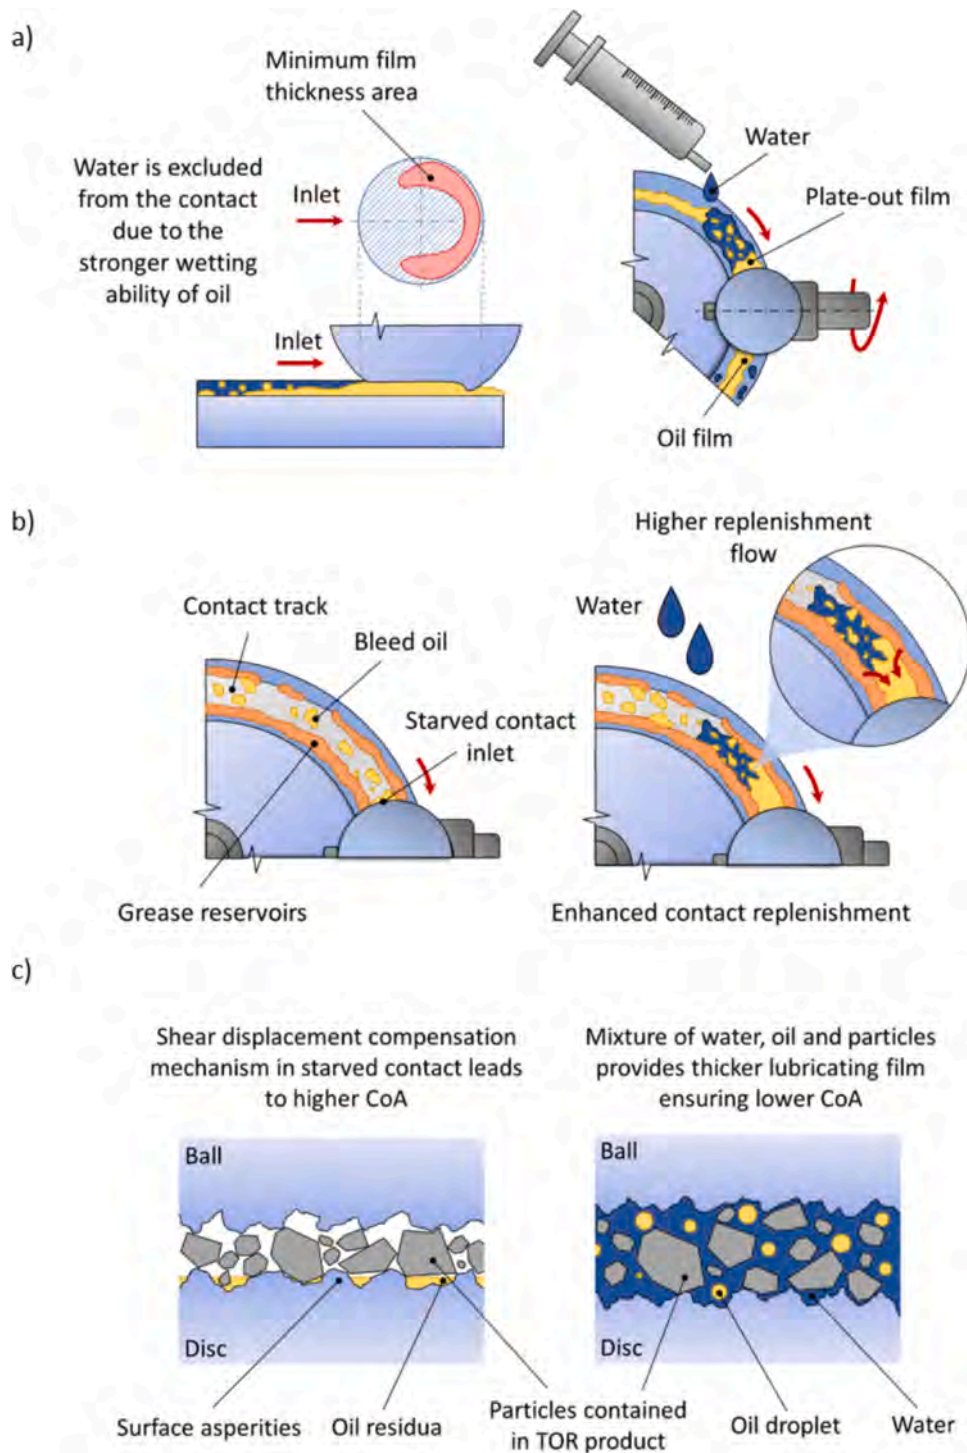 a)
Minimum film
thickness area
Water is excluded
from the contact
due to the
stronger wetting
ability of oil
Inlet
Inlet
Water
Plate-out film
Oil film
b)
Contact track
Bleed oil
Starved contact
inlet
Grease reservoirs
Higher replenishment
flow
Water
Enhanced contact replenishment
c)
Shear displacement compensation
mechanism in starved contact leads
to higher CoA
Ball
Disc
Surface asperities
Oil residua
Particles contained
in TOR product
Mixture of water, oil and particles
provides thicker lubricating film
ensuring lower CoA
Ball
Disc
Oil droplet
Water